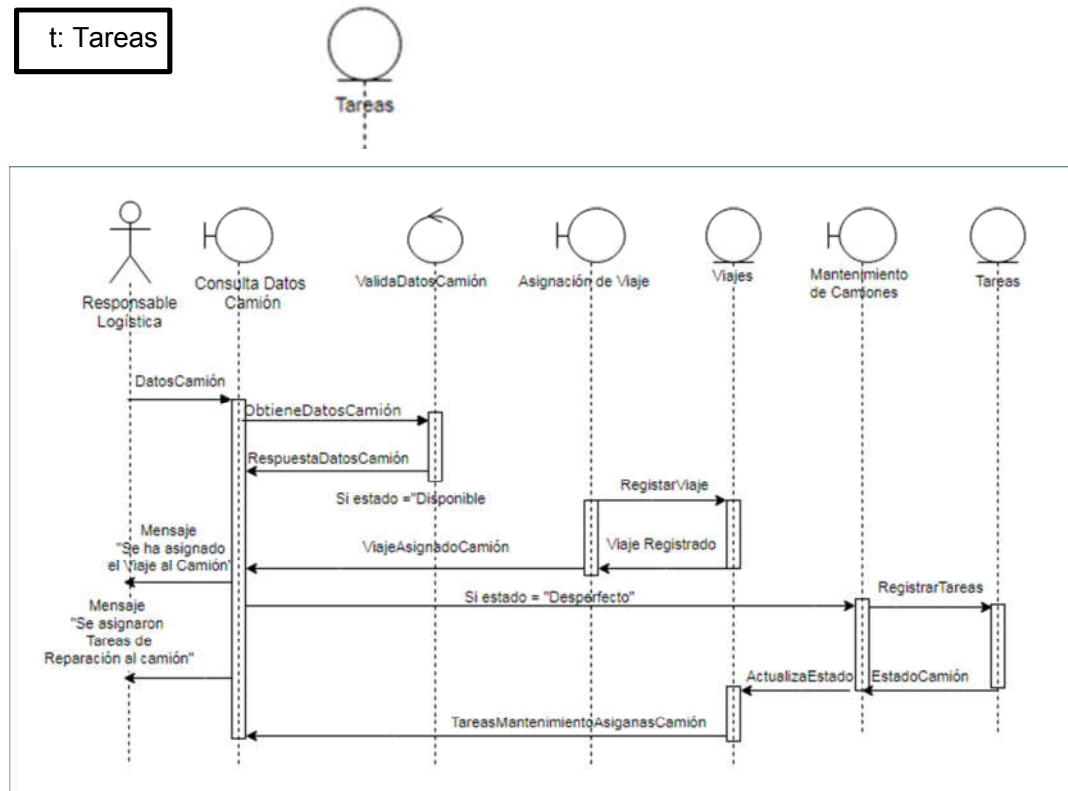 t: Tareas
Tareas
Responsable
Logística
Consulta Datos
Camión
ValidaDatosCamión
Asignación de Viaje
Viajes
Mantenimiento
de Camiones
Tareas
DatosCamión
ObtieneDatosCamión
RespuestaDatosCamión
Si estado ="Disponible
RegistarViaje
Viaje Registrado
ViajeAsignadoCamión
Mensaje
"Se ha asignado
el Viaje al Camión"
Si estado = "Desperfecto"
RegistrarTareas
Mensaje
"Se asignaron
Tareas de
Reparación al camión"
ActualizaEstado
EstadoCamión
TareasMantenimientoAsiganasCamión